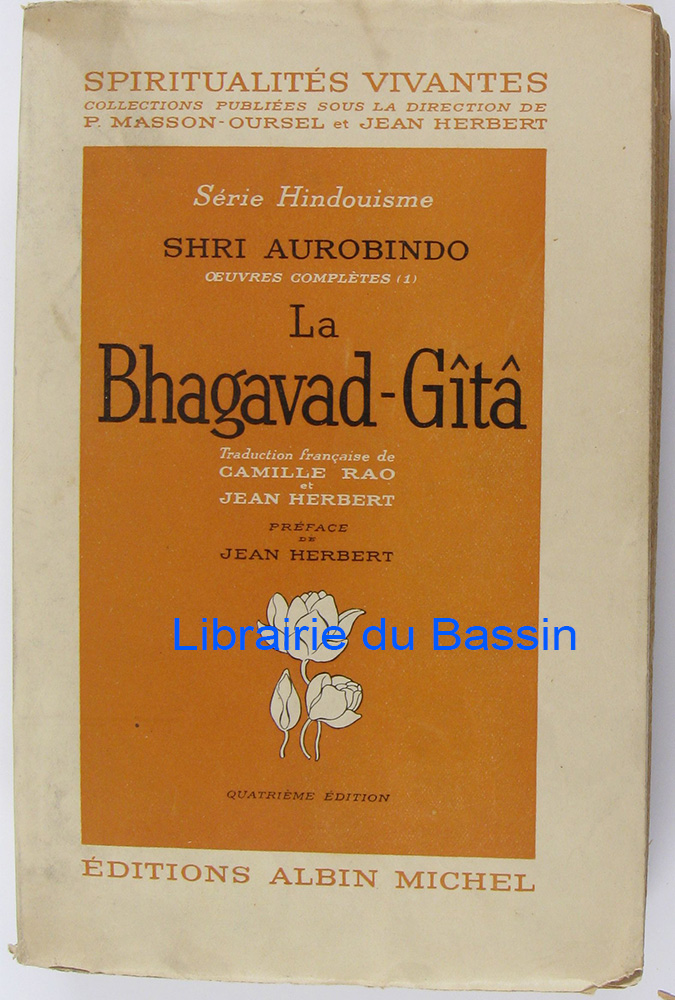 SPIRITUALITÉS VIVANTES
COLLECTIONS PUBLIÉES SOUS LA DIRECTION DE
P. MASSON-OURSEL et JEAN HERBERT
Série Hindouisme
SHRI AUROBINDO
ŒUVRES COMPLÈTES (1)
La
Bhagavad-Gîtâ
Traduction française de
CAMILLE RAO
et
JEAN HERBERT
PRÉFACE
DE
JEAN HERBERT
Librairie du Bassin
QUATRIÈME ÉDITION
ÉDITIONS ALBIN MICHEL